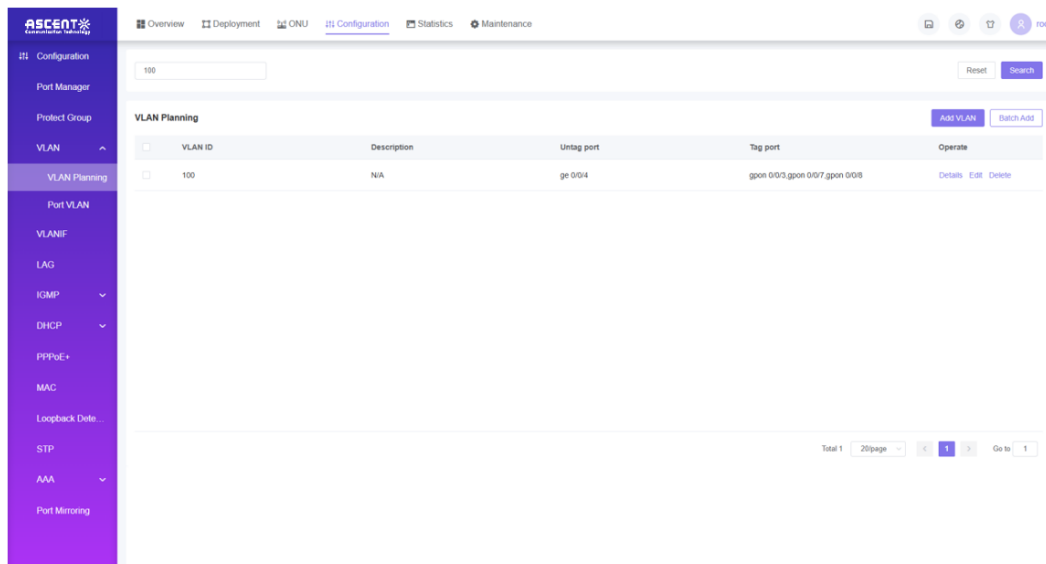 ASCENT
Communication Technology
Overview Deployment ONU Configuration Statistics Maintenance
Configuration
Port Manager
Protect Group
VLAN
VLAN Planning
Port VLAN
VLANIF
LAG
IGMP
DHCP
PPPoE+
MAC
Loopback Dete...
STP
AAA
Port Mirroring
100
Reset Search
VLAN Planning
Add VLAN Batch Add
VLAN ID Description Untag port Tag port Operate
100 N/A ge 0/0/4 gpon 0/0/3,gpon 0/0/7,gpon 0/0/8 Details Edit Delete
Total 1 20/page < 1 > Go to 1